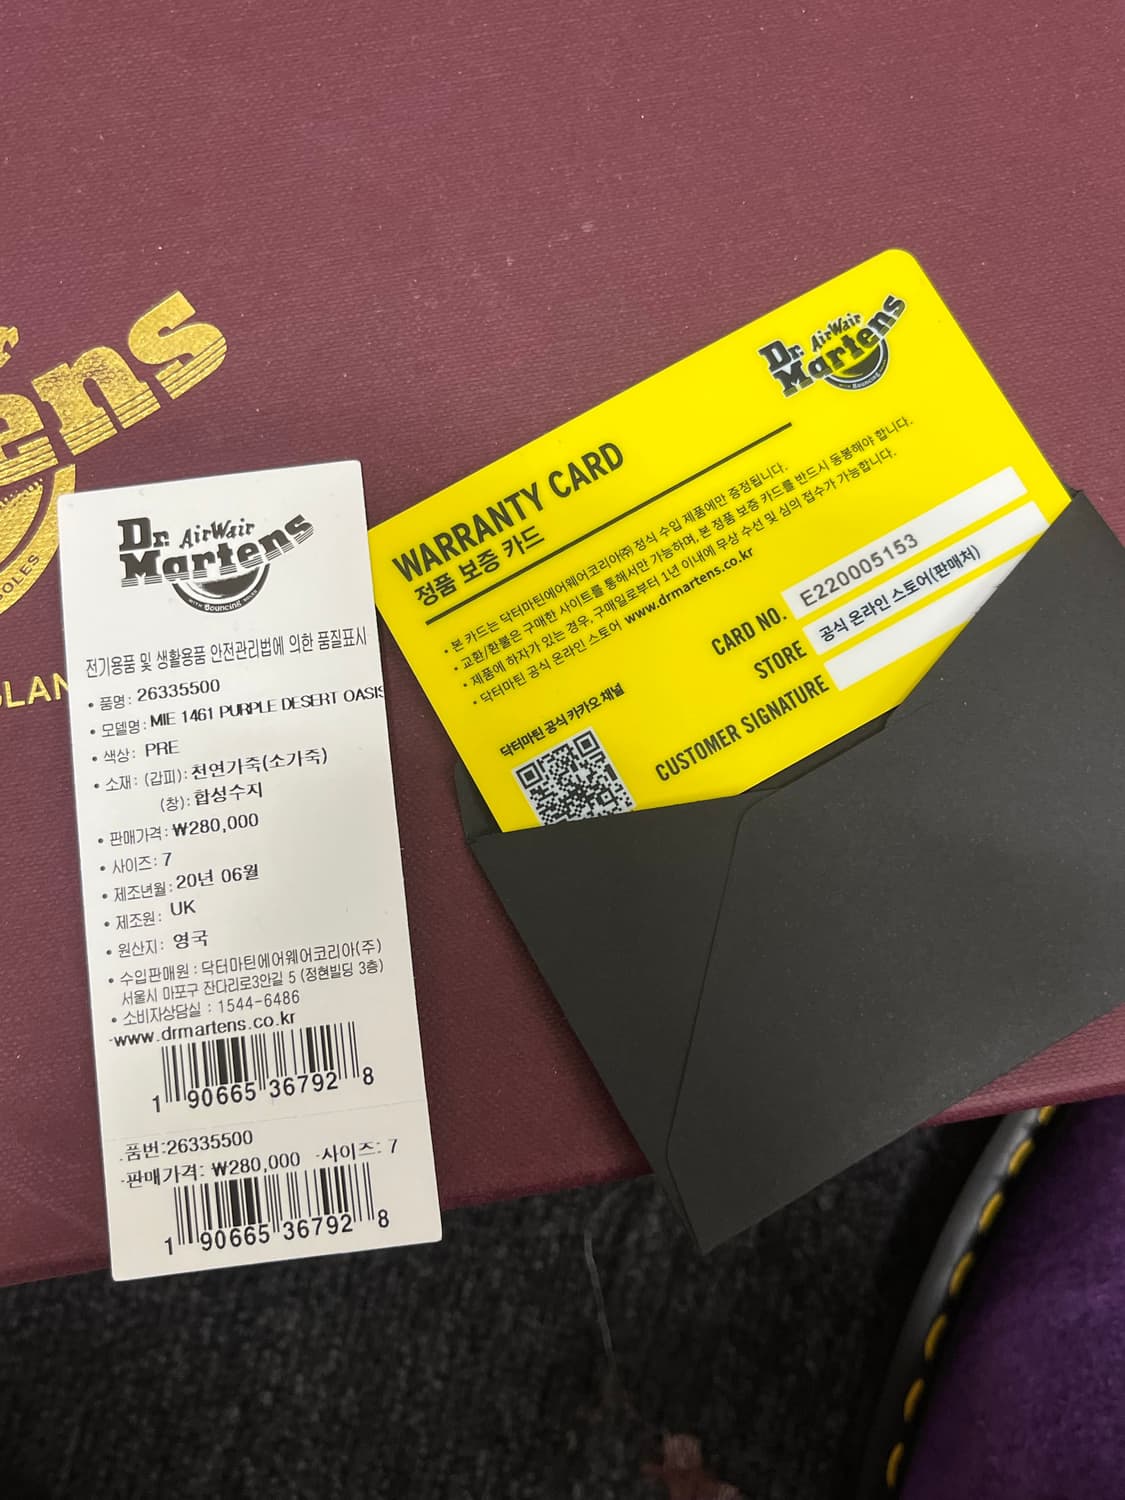 ens
SOLES
Dr. AirWair
Martens
WITH Bouncing SOLES
전기용품 및 생활용품 안전관리법에 의한 품질표시
• 품명: 26335500
• 모델명: MIE 1461 PURPLE DESERT OASIS
• 색상: PRE
• 소재: (갑피): 천연가죽(소가죽)
(창): 합성수지
• 판매가격: ₩280,000
• 사이즈: 7
• 제조년월: 20년 06월
• 제조원: UK
• 원산지: 영국
• 수입판매원 : 닥터마틴에어웨어코리아(주)
서울시 마포구 잔다리로3안길 5 (정현빌딩 3층)
• 소비자상담실 : 1544-6486
-www.drmartens.co.kr
1 90665 36792 8
.품번:26335500
-판매가격: ₩280,000 -사이즈: 7
1 90665 36792 8
Dr. AirWair
Martens
WITH Bouncing
WARRANTY CARD
정품 보증 카드
• 본 카드는 닥터마틴에어웨어코리아㈜ 정식 수입 제품에만 증정됩니다.
• 교환/환불은 구매한 사이트를 통해서만 가능하며, 본 정품 보증 카드를 반드시 동봉해야 합니다.
• 제품에 하자가 있는 경우, 구매일로부터 1년 이내에 무상 수선 및 심의 접수가 가능합니다.
• 닥터마틴 공식 온라인 스토어 www.drmartens.co.kr
CARD NO. E220005153
STORE 공식 온라인 스토어(판매처)
CUSTOMER SIGNATURE
닥터마틴 공식 카카오 채널